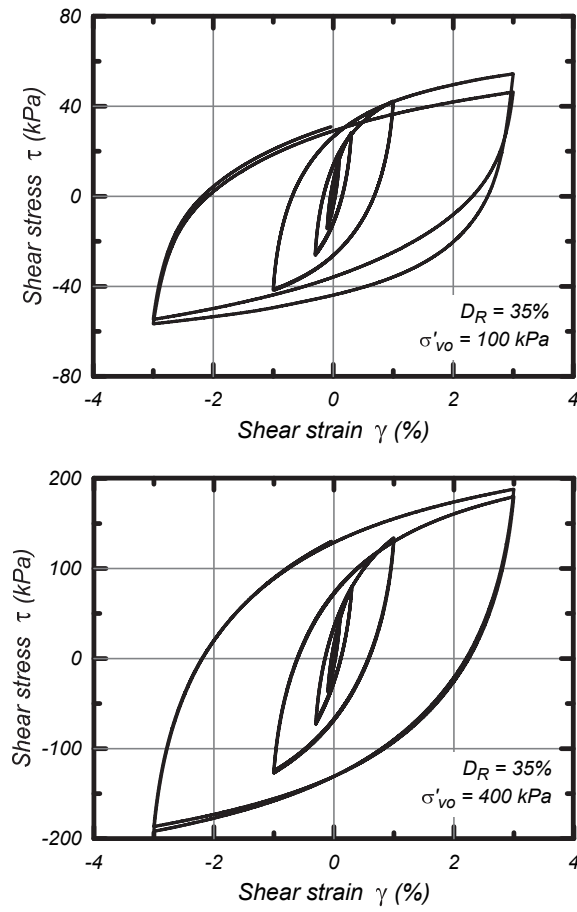 80
40
0
-40
-80
Shear stress τ (kPa)
D_R = 35%
σ'_vo = 100 kPa
-4 -2 0 2 4
Shear strain γ (%)
200
100
0
-100
-200
Shear stress τ (kPa)
D_R = 35%
σ'_vo = 400 kPa
-4 -2 0 2 4
Shear strain γ (%)